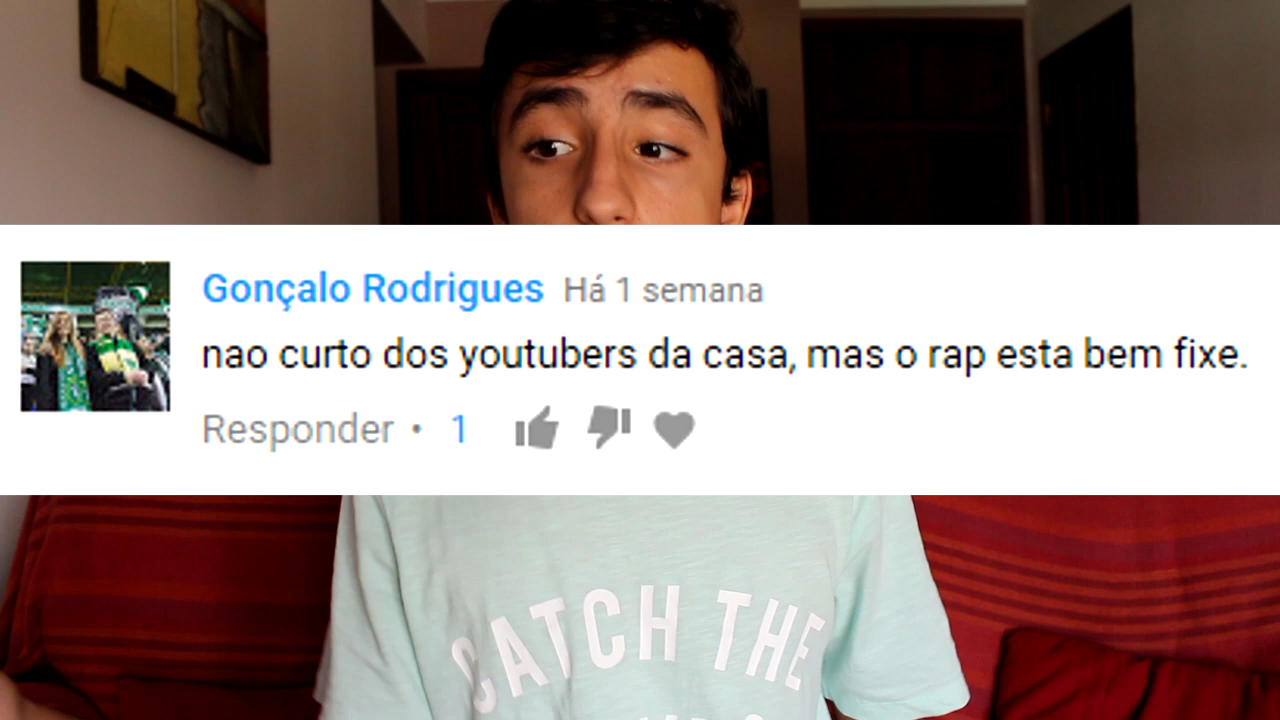 Gonçalo Rodrigues Há 1 semana
nao curto dos youtubers da casa, mas o rap esta bem fixe.
Responder • 1
CATCH THE